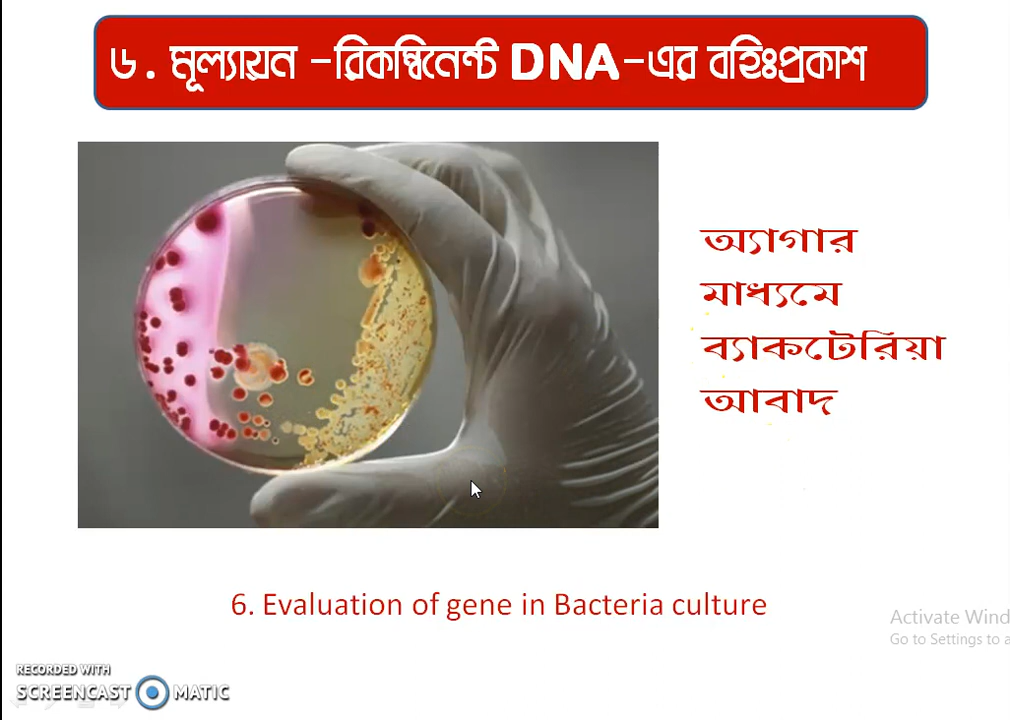 ৬. মূল্যায়ন -রিকম্বিনেন্ট DNA-এর বহিঃপ্রকাশ
অ্যাগার
মাধ্যমে
ব্যাকটেরিয়া
আবাদ
6. Evaluation of gene in Bacteria culture
Activate Wind
Go to Settings to a
RECORDED WITH
SCREENCAST MATIC